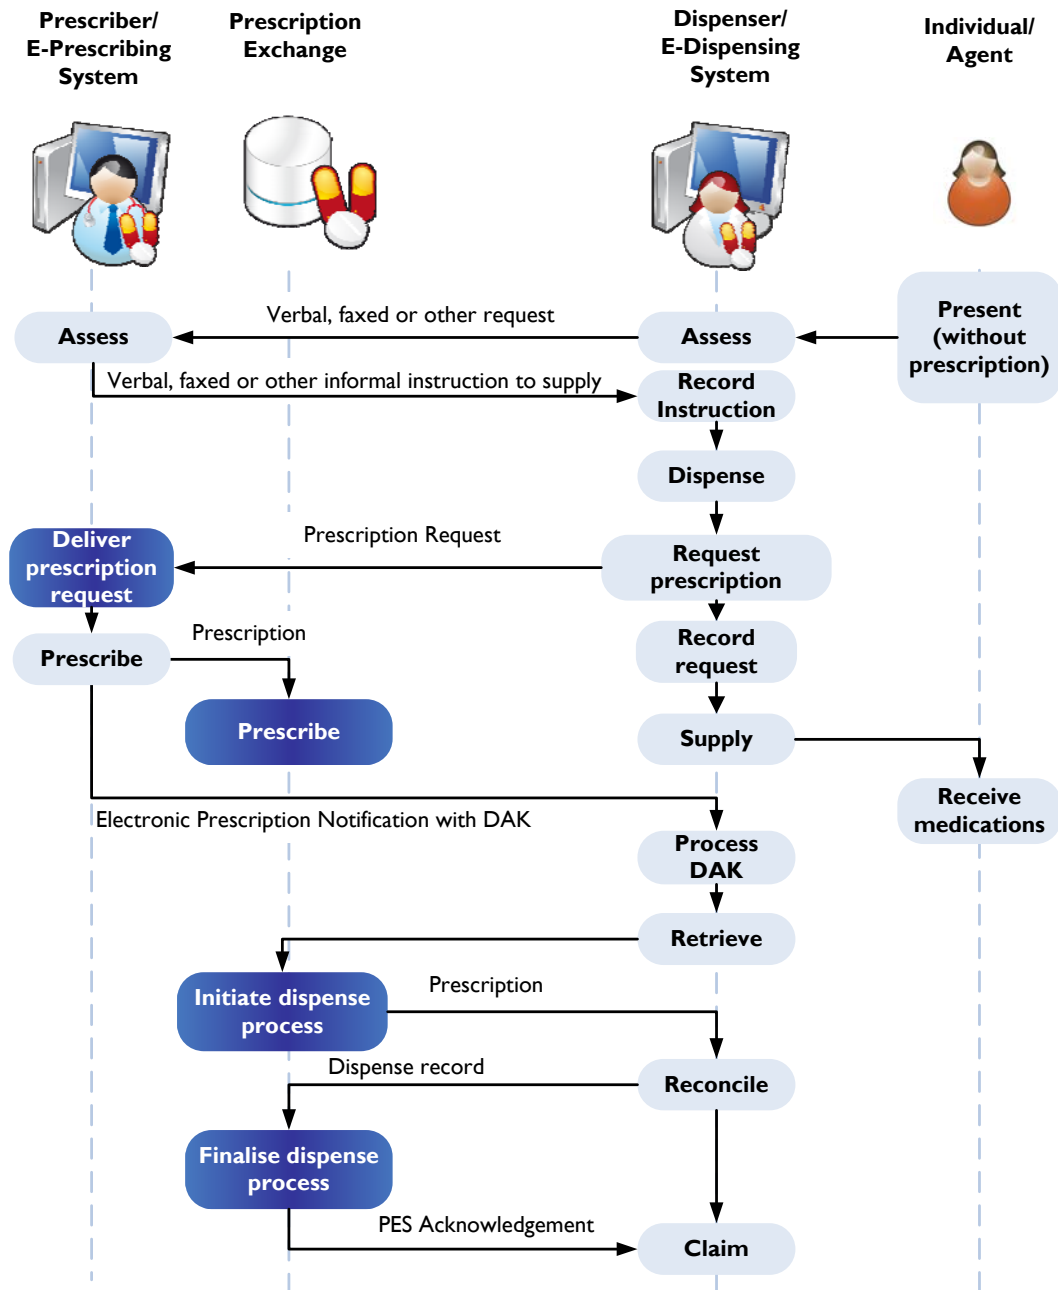 Prescriber/
E-Prescribing
System
Prescription
Exchange
Dispenser/
E-Dispensing
System
Individual/
Agent
Present
(without
prescription)
Assess
Verbal, faxed or other request
Assess
Verbal, faxed or other informal instruction to supply
Record
Instruction
Dispense
Prescription Request
Request
prescription
Deliver
prescription
request
Record
request
Prescribe
Prescription
Prescribe
Supply
Receive
medications
Electronic Prescription Notification with DAK
Process
DAK
Retrieve
Initiate dispense
process
Prescription
Dispense record
Reconcile
Finalise dispense
process
PES Acknowledgement
Claim